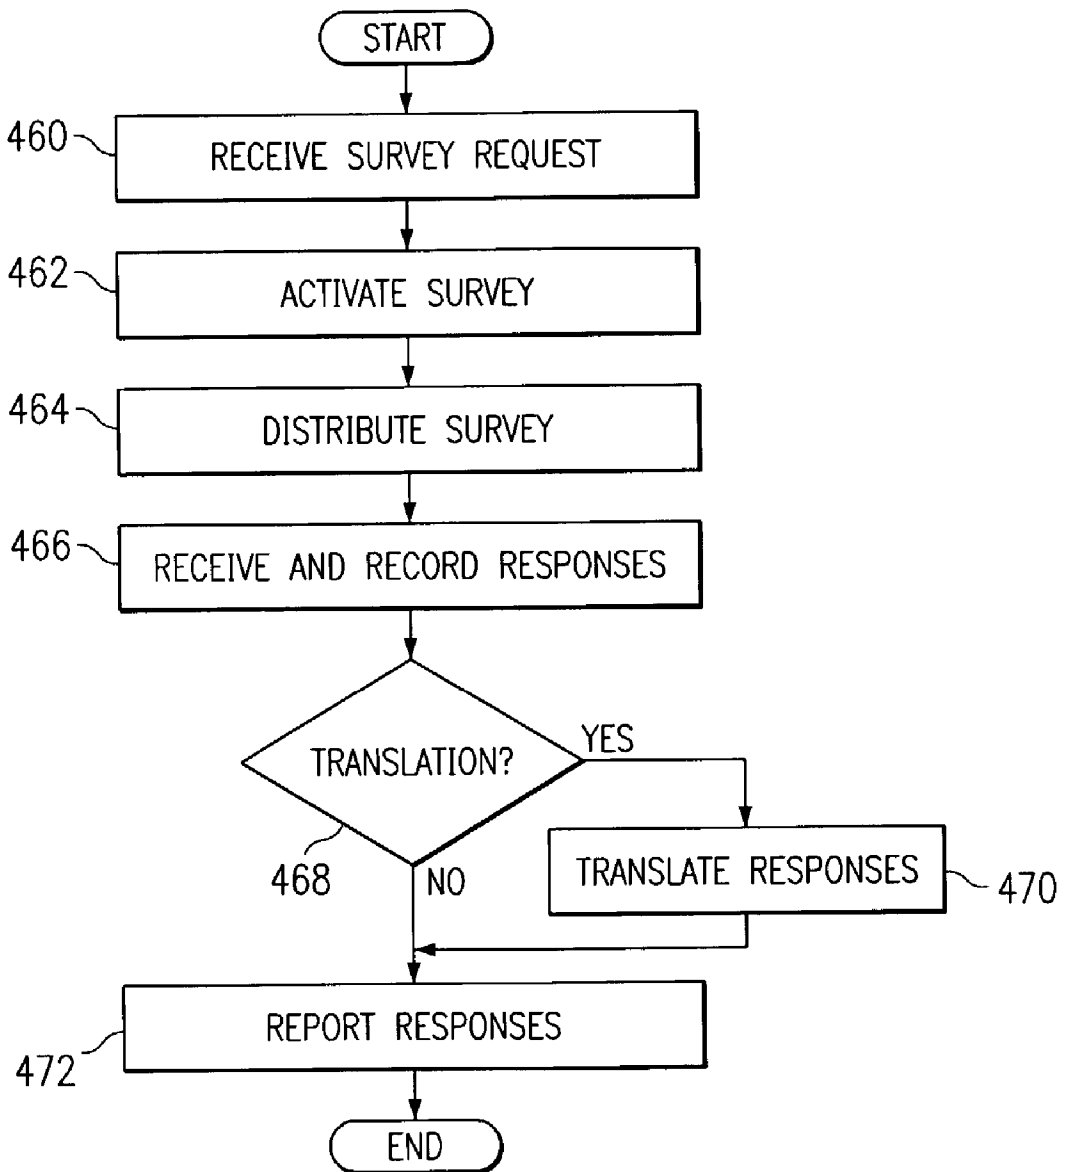 START
460
RECEIVE SURVEY REQUEST
462
ACTIVATE SURVEY
464
DISTRIBUTE SURVEY
466
RECEIVE AND RECORD RESPONSES
TRANSLATION?
YES
468
NO
TRANSLATE RESPONSES
470
REPORT RESPONSES
472
END